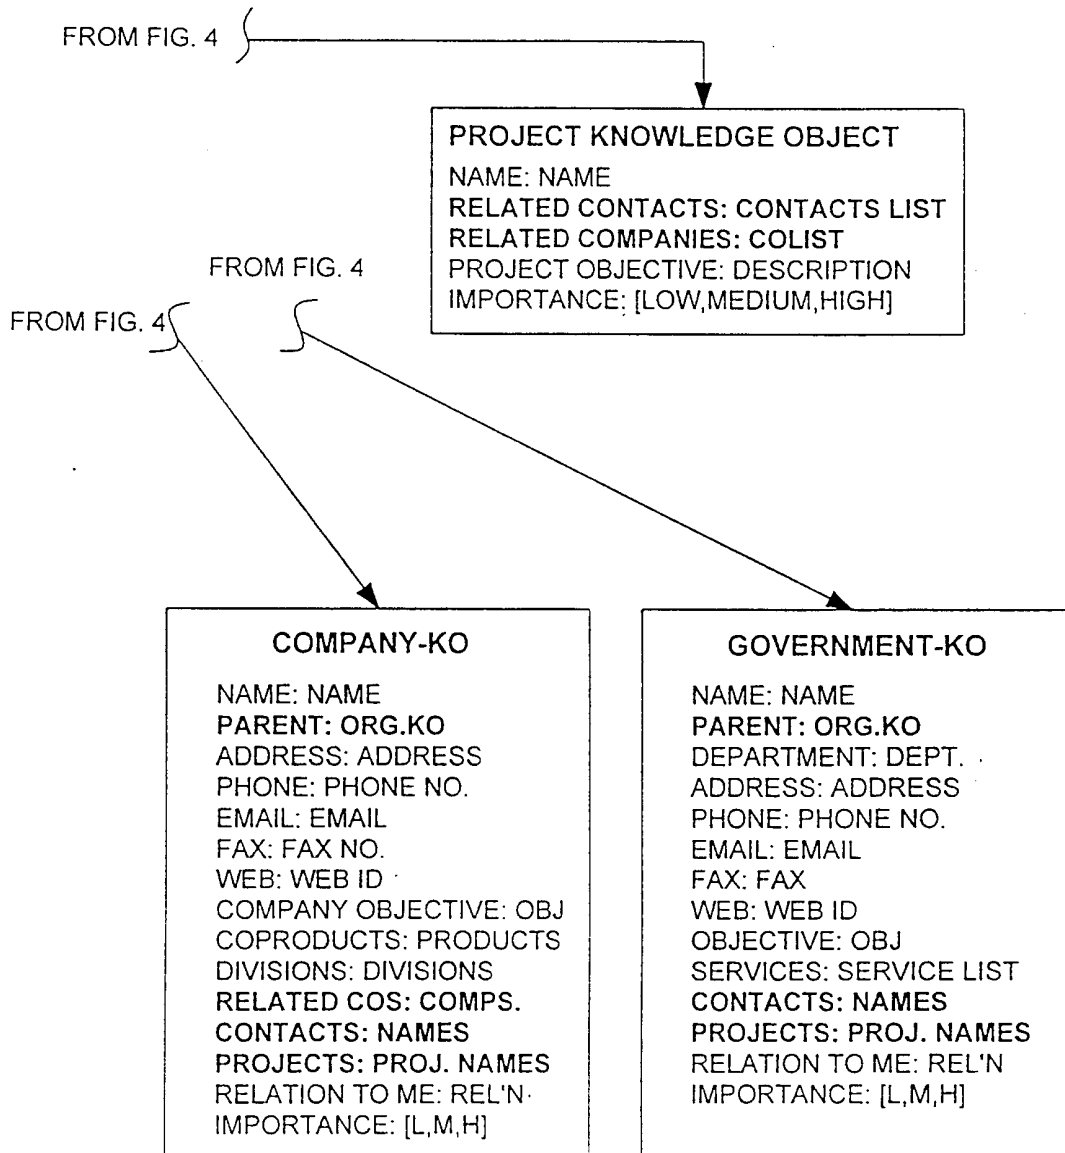 FROM FIG. 4
PROJECT KNOWLEDGE OBJECT
NAME: NAME
RELATED CONTACTS: CONTACTS LIST
RELATED COMPANIES: COLIST
PROJECT OBJECTIVE: DESCRIPTION
IMPORTANCE: [LOW,MEDIUM,HIGH]
FROM FIG. 4
FROM FIG. 4
COMPANY-KO
NAME: NAME
PARENT: ORG.KO
ADDRESS: ADDRESS
PHONE: PHONE NO.
EMAIL: EMAIL
FAX: FAX NO.
WEB: WEB ID
COMPANY OBJECTIVE: OBJ
COPRODUCTS: PRODUCTS
DIVISIONS: DIVISIONS
RELATED COS: COMPS.
CONTACTS: NAMES
PROJECTS: PROJ. NAMES
RELATION TO ME: REL'N
IMPORTANCE: [L,M,H]
GOVERNMENT-KO
NAME: NAME
PARENT: ORG.KO
DEPARTMENT: DEPT.
ADDRESS: ADDRESS
PHONE: PHONE NO.
EMAIL: EMAIL
FAX: FAX
WEB: WEB ID
OBJECTIVE: OBJ
SERVICES: SERVICE LIST
CONTACTS: NAMES
PROJECTS: PROJ. NAMES
RELATION TO ME: REL'N
IMPORTANCE: [L,M,H]